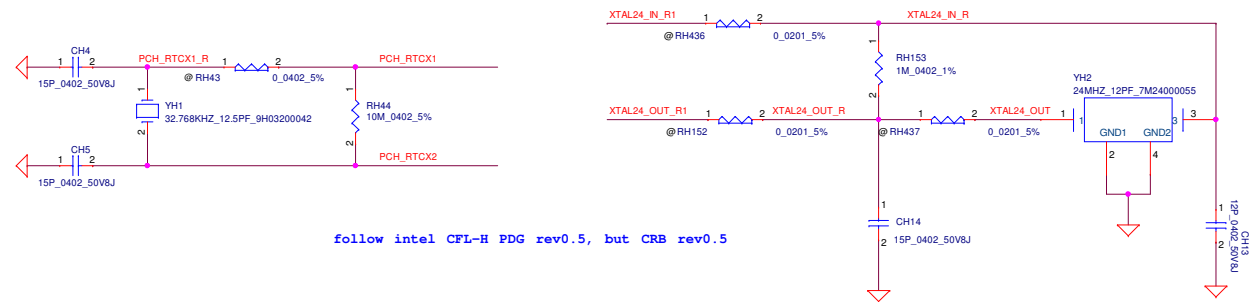 CH4
1
2
15P_0402_50V8J
PCH_RTCX1_R
1
2
@ RH43
0_0402_5%
PCH_RTCX1
1
YH1
32.768KHZ_12.5PF_9H03200042
2
1
RH44
10M_0402_5%
2
CH5
1
2
15P_0402_50V8J
PCH_RTCX2
follow intel CFL-H PDG rev0.5, but CRB rev0.5
XTAL24_IN_R1
1
2
@ RH436
0_0201_5%
XTAL24_IN_R
1
RH153
1M_0402_1%
2
XTAL24_OUT_R1
1
2
@ RH152
0_0201_5%
XTAL24_OUT_R
1
2
@ RH437
0_0201_5%
XTAL24_OUT
YH2
24MHZ_12PF_7M24000055
1
1
3
3
GND1
GND2
2
4
1
CH14
15P_0402_50V8J
2
1
2
12P_0402_50V8J
CH13